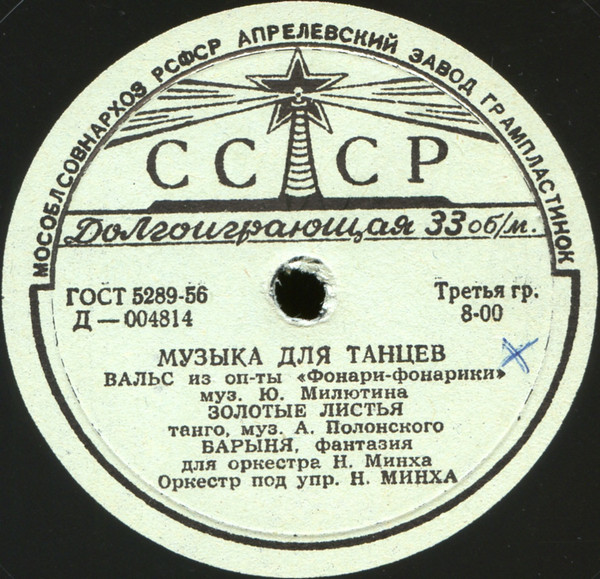 МОСОБЛСОВНАРХОЗ РСФСР АПРЕЛЕВСКИЙ ЗАВОД ГРАМПЛАСТИНОК
СССР
Долгоиграющая 33 об/м.
ГОСТ 5289-56
Д — 004814
Третья гр.
8-00
МУЗЫКА ДЛЯ ТАНЦЕВ
ВАЛЬС из оп-ты «Фонари-фонарики»
муз. Ю. Милютина
ЗОЛОТЫЕ ЛИСТЬЯ
танго, муз. А. Полонского
БАРЫНЯ, фантазия
для оркестра Н. Минха
Оркестр под упр. Н. МИНХА